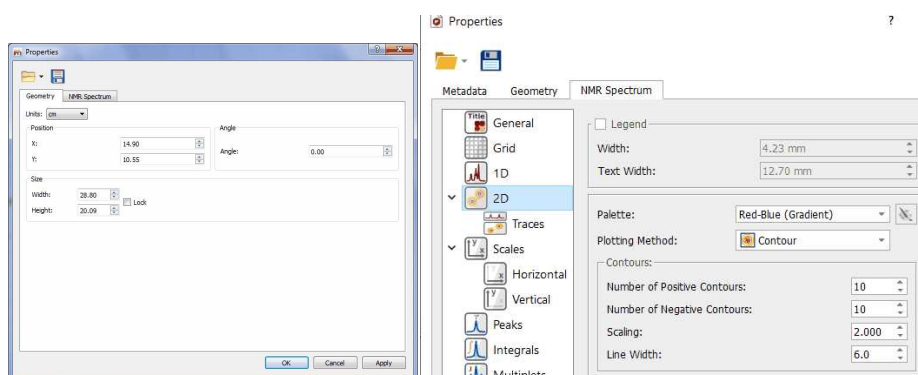 Properties
Geometry NMR Spectrum
Units: cm
Position
X: 14.90
Y: 10.55
Angle
Angle: 0.00
Size
Width: 28.80
Height: 20.09
Lock
OK Cancel Apply
Properties ?
Metadata Geometry NMR Spectrum
Title
General
Grid
1D
2D
Traces
Scales
Horizontal
Vertical
Peaks
Integrals
Multiplets
Legend
Width: 4.23 mm
Text Width: 12.70 mm
Palette: Red-Blue (Gradient)
Plotting Method: Contour
Contours:
Number of Positive Contours: 10
Number of Negative Contours: 10
Scaling: 2.000
Line Width: 6.0